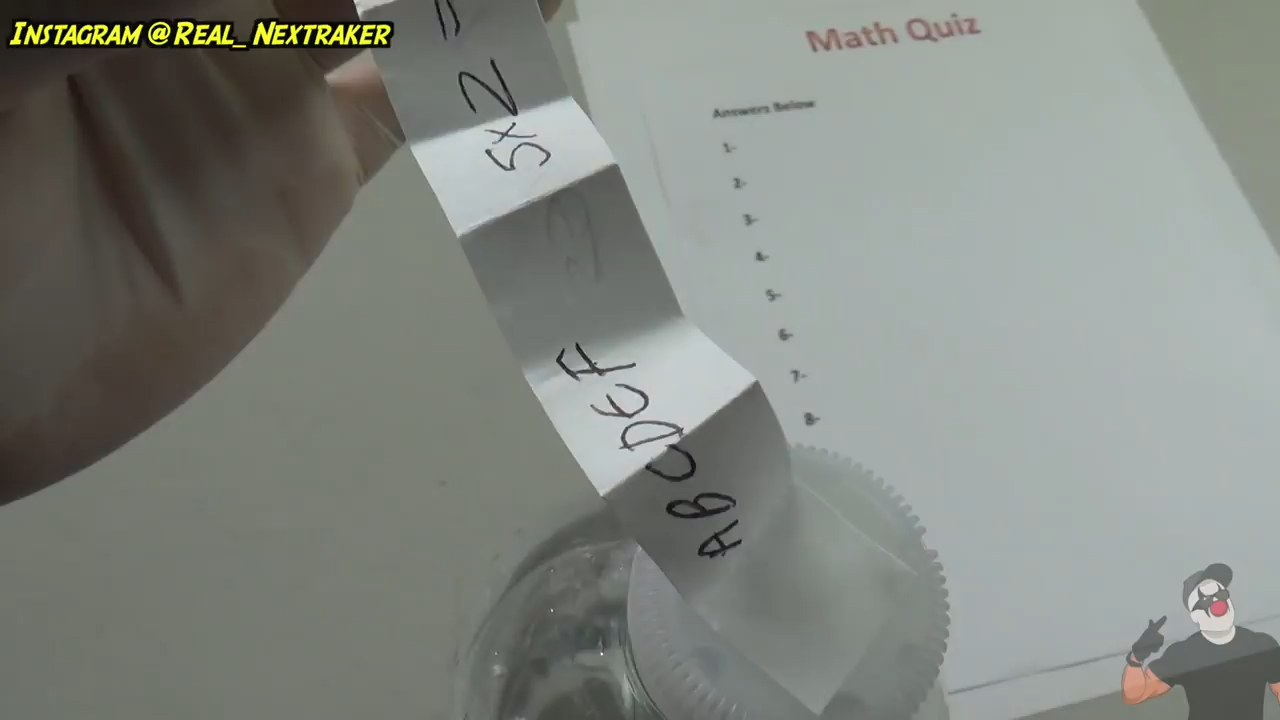 Instagram @Real_Nextraker
Math Quiz
Answers Below
1-
2-
3-
4-
5-
6-
7-
8-
5x2
ABCDEF